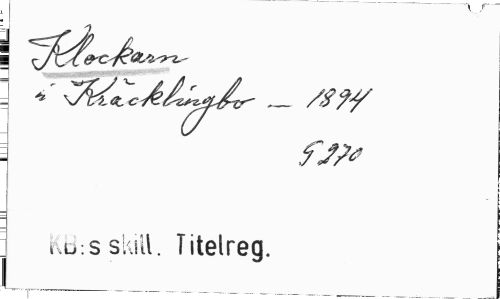 Klockarn
i Kräcklingbo — 1894
G 270
KB:s skill. Titelreg.